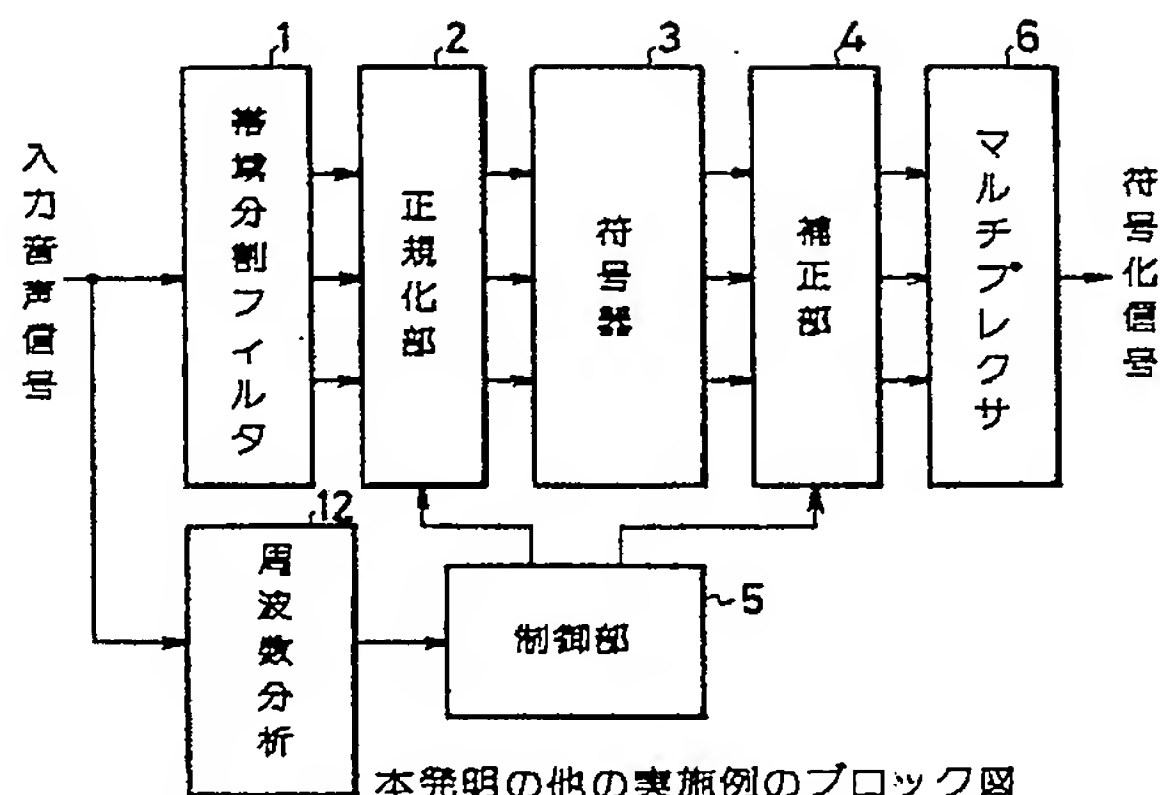 1
2
3
4
6
入力音声信号
帯域分割フィルタ
正規化部
符号器
補正部
マルチプレクサ
符号化信号
12
周波数分析
制御部
5
本発明の他の実施例のブロック図